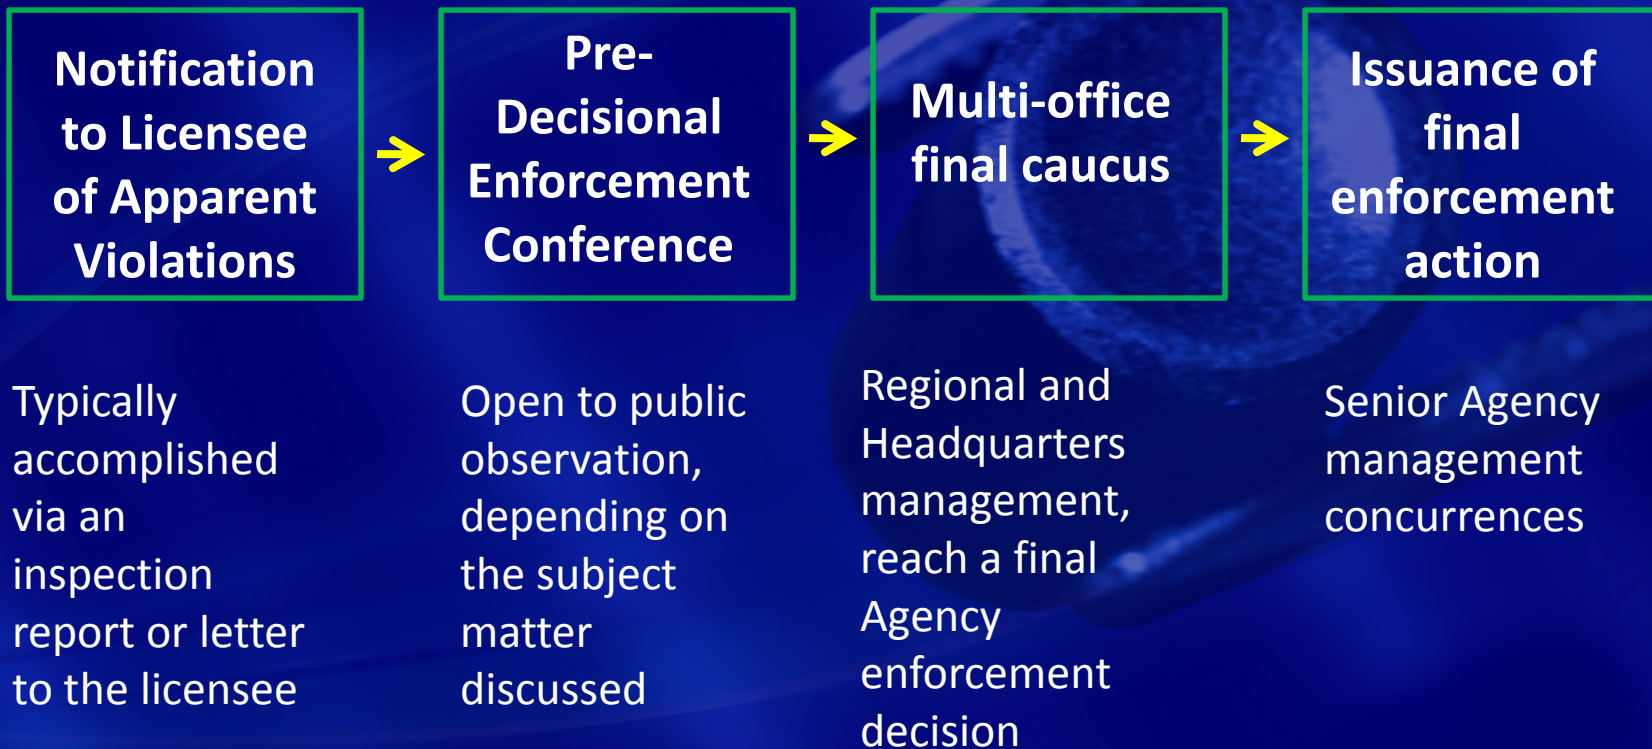 Notification
to Licensee
of Apparent
Violations
Pre-
Decisional
Enforcement
Conference
Multi-office
final caucus
Issuance of
final
enforcement
action
Typically
accomplished
via an
inspection
report or letter
to the licensee
Open to public
observation,
depending on
the subject
matter
discussed
Regional and
Headquarters
management,
reach a final
Agency
enforcement
decision
Senior Agency
management
concurrences